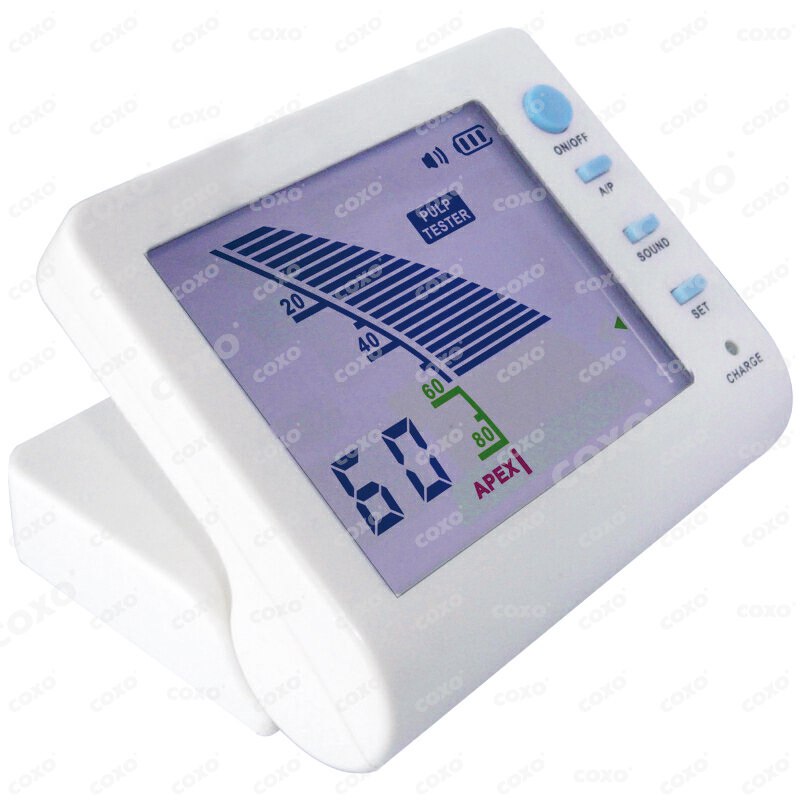 ON/OFF
A/P
SOUND
SET
CHARGE
PULP
TESTER
20
40
60
80
APEX
60
COXO